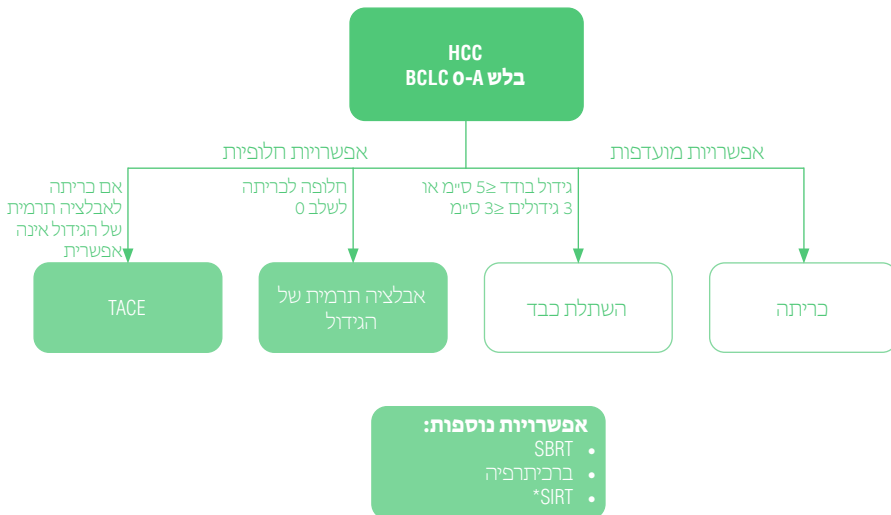 HCC
בלש BCLC 0-A
אפשרויות מועדפות
אפשרויות חלופיות
גידול בודד ≥5 ס״מ או
3 גידולים ≥3 ס״מ
חלופה לכריתה
לשלב 0
אם כריתה
לאבלציה תרמית
של הגידול אינה
אפשרית
כריתה
השתלת כבד
אבלציה תרמית של
הגידול
TACE
אפשרויות נוספות:
• SBRT
• ברכיתרפיה
• SIRT*